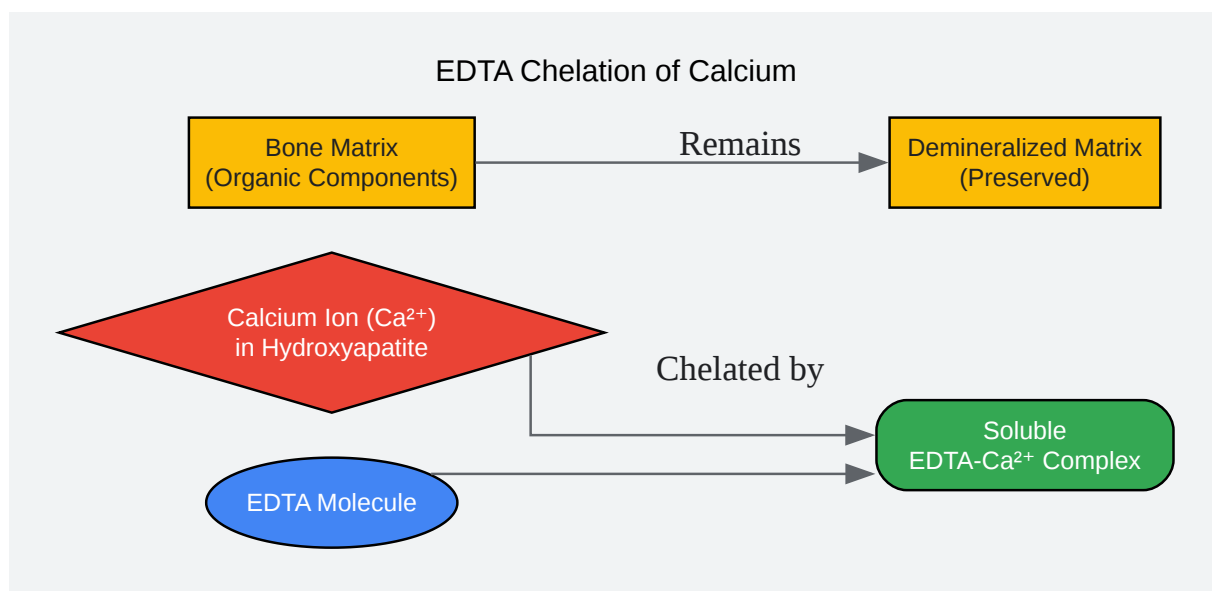 EDTA Chelation of Calcium
Bone Matrix
(Organic Components)
Remains
Demineralized Matrix
(Preserved)
Calcium Ion (Ca²⁺)
in Hydroxyapatite
Chelated by
Soluble
EDTA-Ca²⁺ Complex
EDTA Molecule